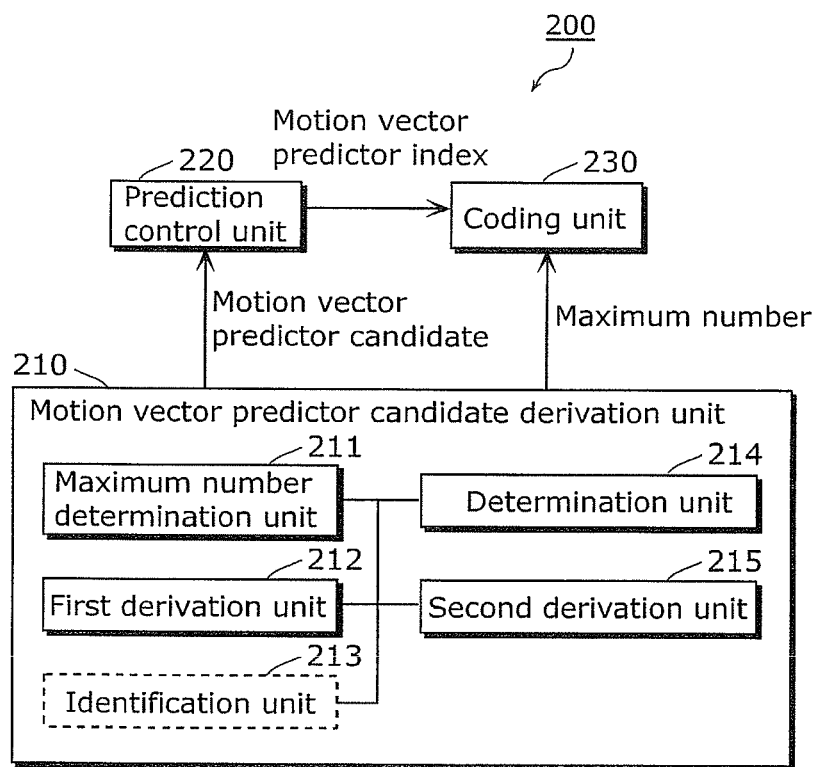 200
Motion vector
predictor index
220
230
Prediction
control unit
Coding unit
Motion vector
predictor candidate
Maximum number
210
Motion vector predictor candidate derivation unit
211
214
Maximum number
determination unit
Determination unit
212
215
First derivation unit
Second derivation unit
213
Identification unit